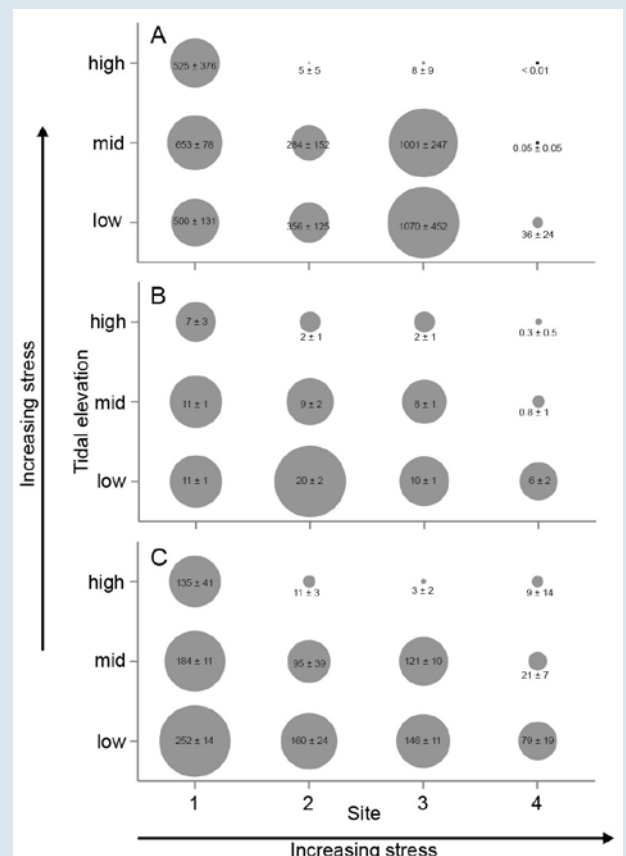 A
high 525 ± 376 5 ± 5 8 ± 9 < 0.01
mid 653 ± 78 284 ± 152 1001 ± 247 0.05 ± 0.05
low 500 ± 131 356 ± 125 1070 ± 452 36 ± 24
B
high 7 ± 3 2 ± 1 2 ± 1 0.3 ± 0.5
mid 11 ± 1 9 ± 2 8 ± 1 0.8 ± 1
low 11 ± 1 20 ± 2 10 ± 1 6 ± 2
C
high 135 ± 41 11 ± 3 3 ± 2 9 ± 14
mid 184 ± 11 95 ± 39 121 ± 10 21 ± 7
low 252 ± 14 160 ± 24 146 ± 11 79 ± 19
Increasing stress
Tidal elevation
1 2 3 4
Site
Increasing stress